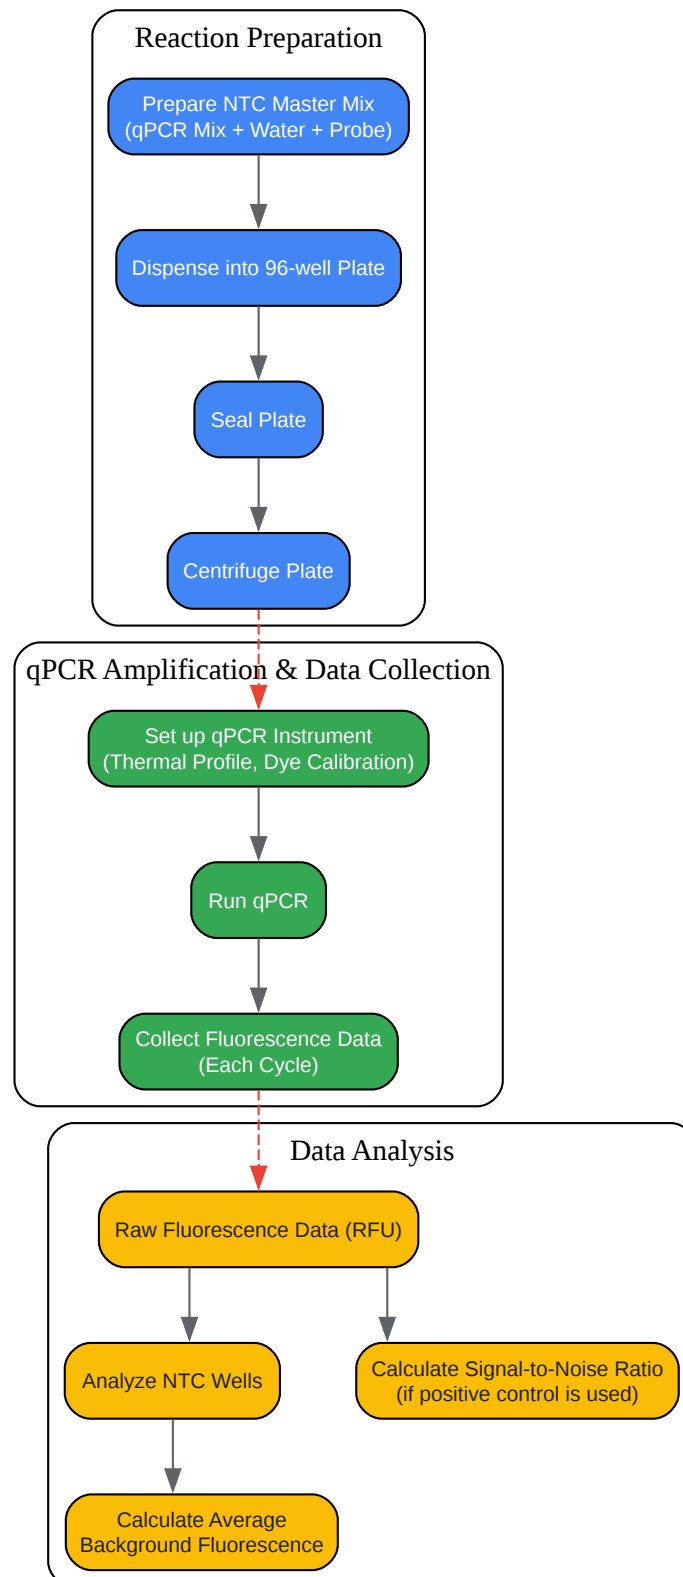 Reaction Preparation
Prepare NTC Master Mix
(qPCR Mix + Water + Probe)
Dispense into 96-well Plate
Seal Plate
Centrifuge Plate
qPCR Amplification & Data Collection
Set up qPCR Instrument
(Thermal Profile, Dye Calibration)
Run qPCR
Collect Fluorescence Data
(Each Cycle)
Data Analysis
Raw Fluorescence Data (RFU)
Analyze NTC Wells
Calculate Signal-to-Noise Ratio
(if positive control is used)
Calculate Average
Background Fluorescence